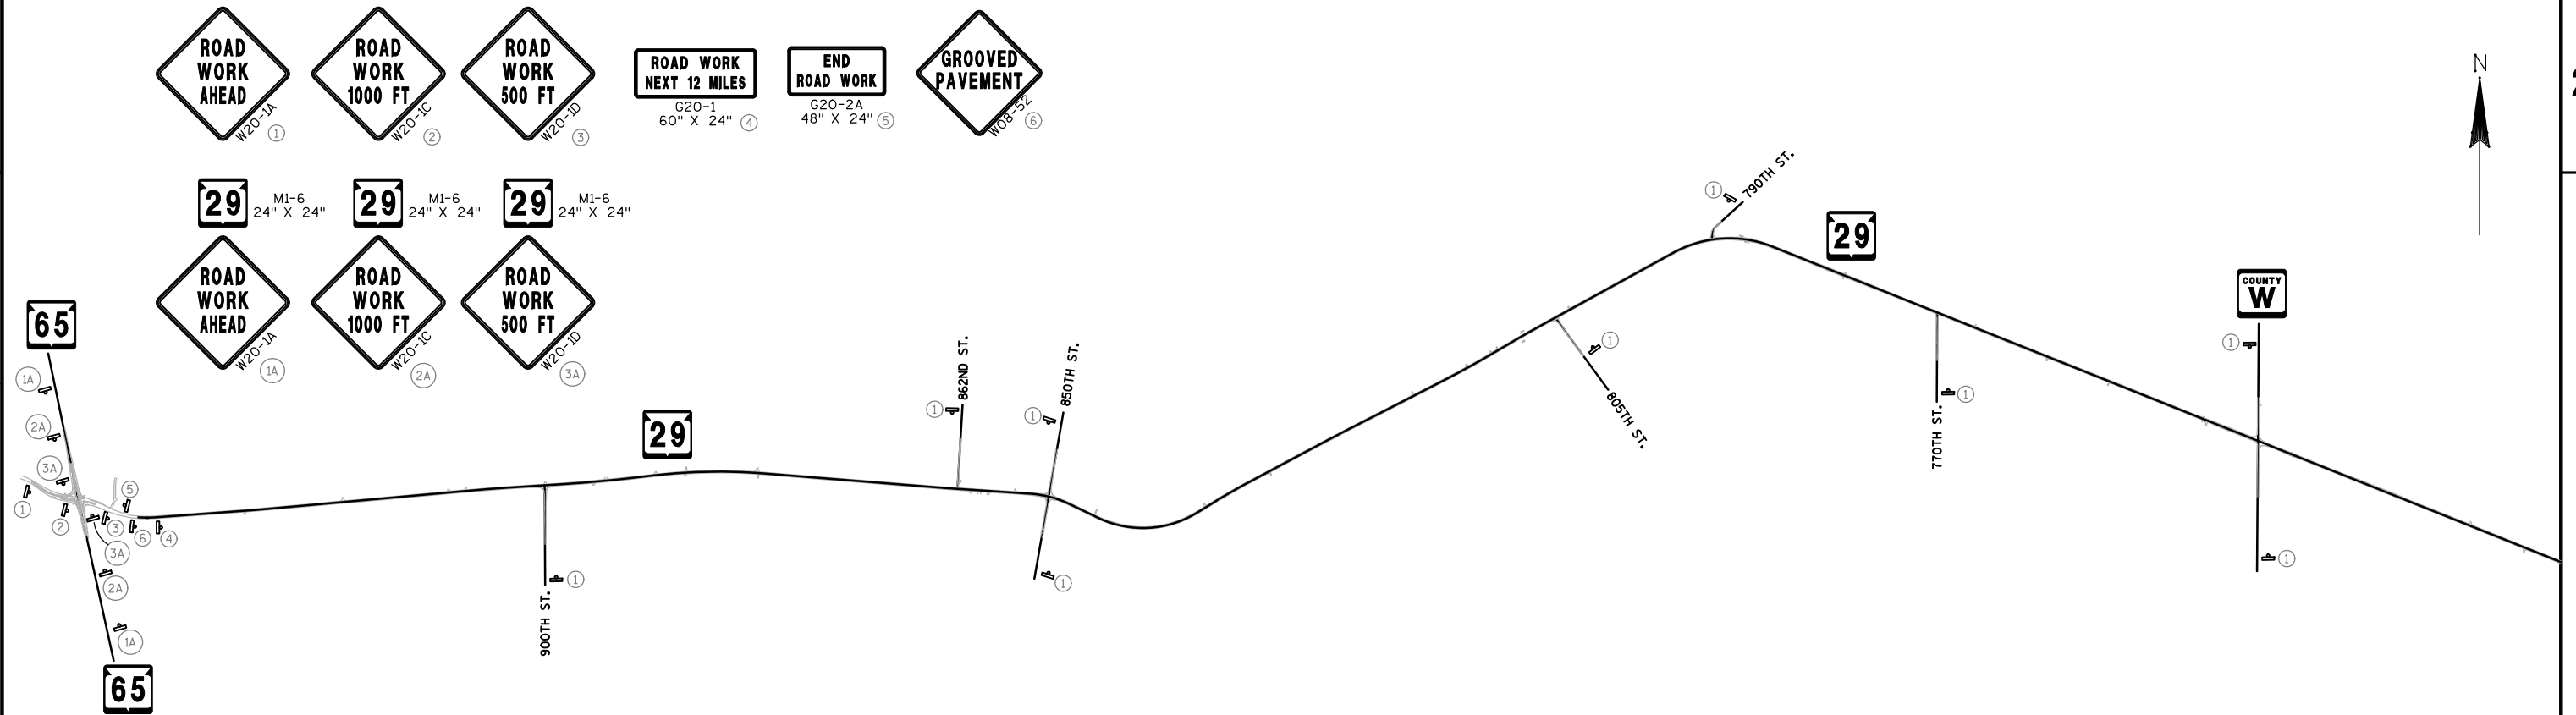 ROAD
WORK
AHEAD
W20-1A
1
ROAD
WORK
1000 FT
W20-1C
2
ROAD
WORK
500 FT
W20-1D
3
ROAD WORK
NEXT 12 MILES
G20-1
60" X 24"
4
END
ROAD WORK
G20-2A
48" X 24"
5
GROOVED
PAVEMENT
W08-52
6
N
29
M1-6
24" X 24"
29
M1-6
24" X 24"
29
M1-6
24" X 24"
ROAD
WORK
AHEAD
W20-1A
1A
ROAD
WORK
1000 FT
W20-1C
2A
ROAD
WORK
500 FT
W20-1D
3A
65
1A
2A
3A
1
2
5
3
6
4
3A
2A
1A
65
29
900TH ST.
1
862ND ST.
1
850TH ST.
1
1
805TH ST.
1
790TH ST.
1
29
770TH ST.
1
COUNTY
W
1
1